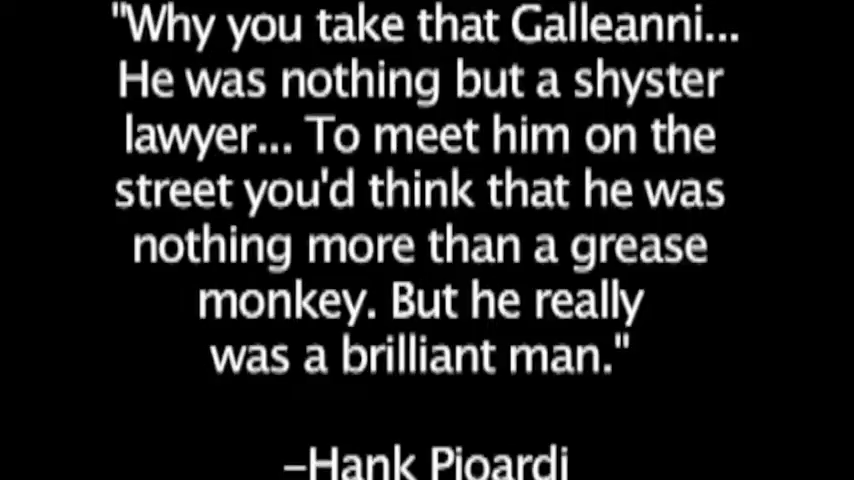 "Why you take that Galleanni...
He was nothing but a shyster
lawyer... To meet him on the
street you'd think that he was
nothing more than a grease
monkey. But he really
was a brilliant man."
–Hank Pioardi